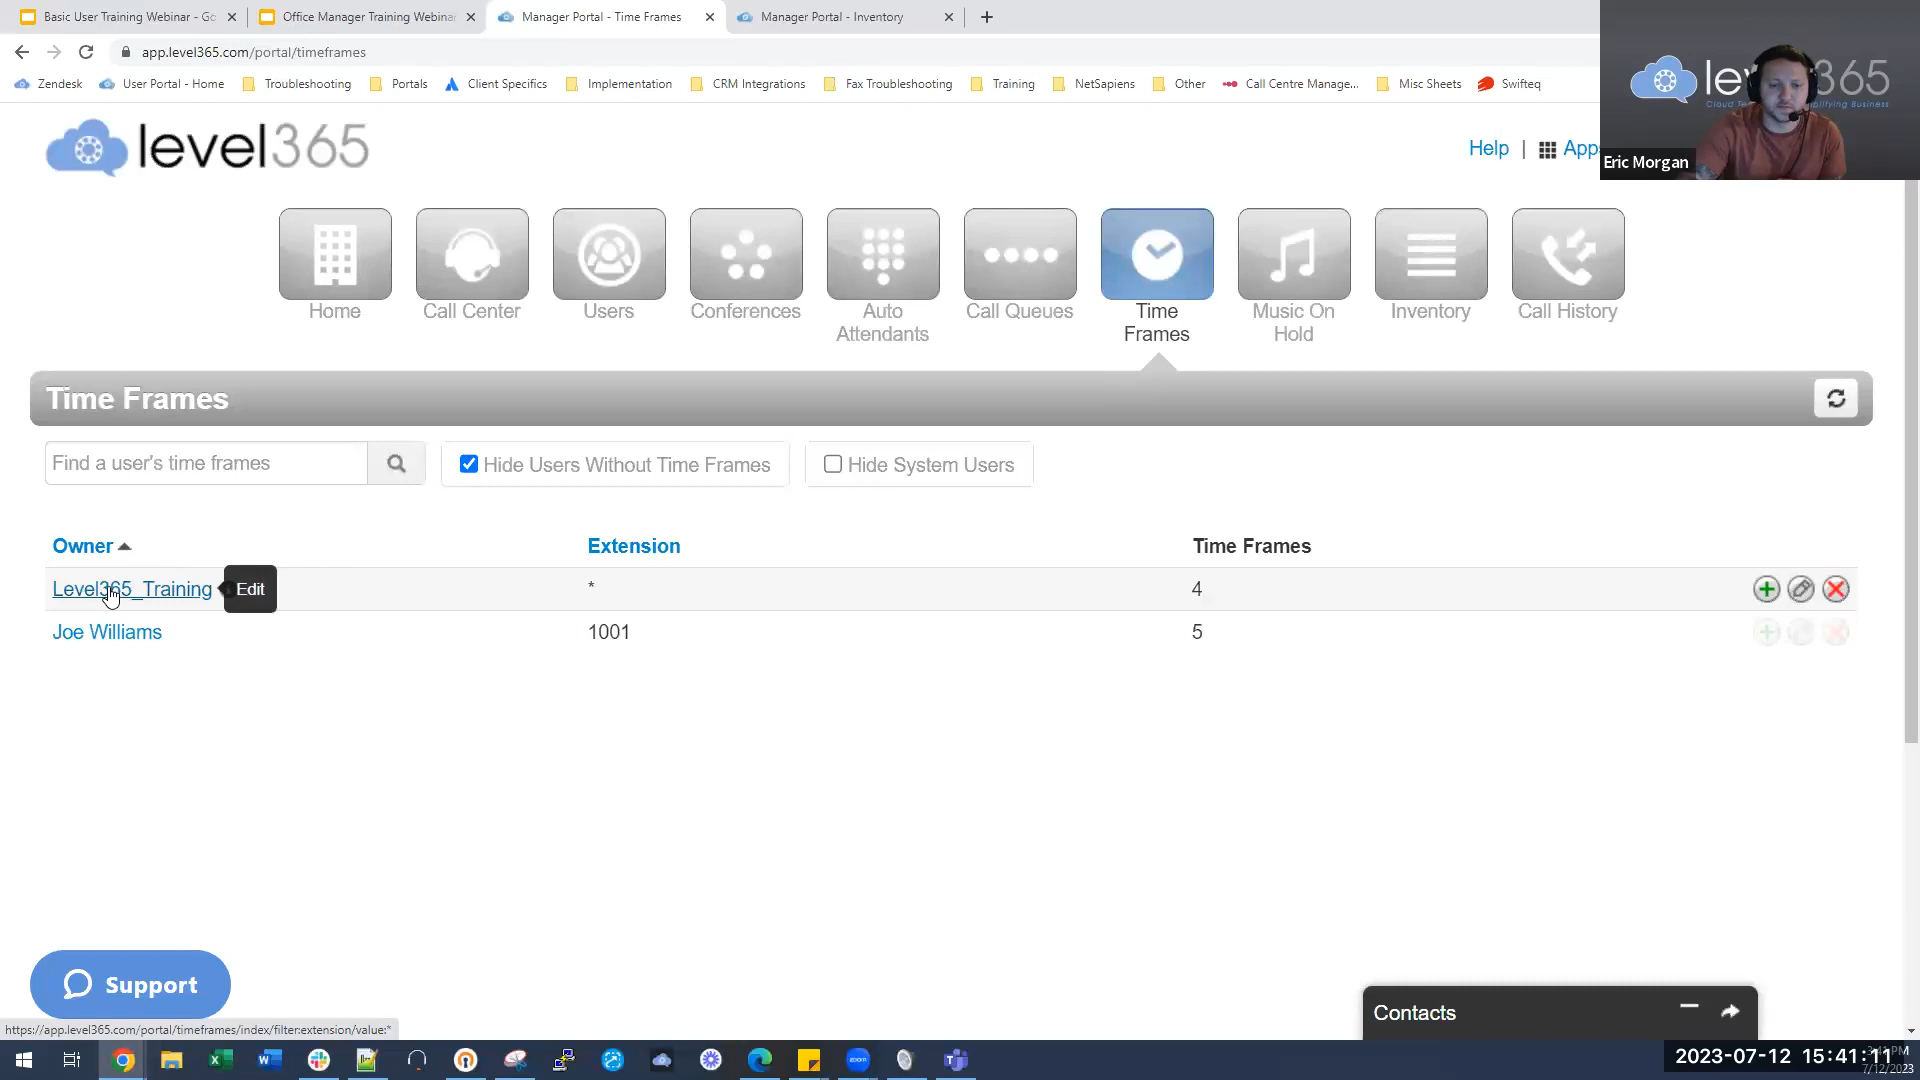 Basic User Training Webinar - Go
Office Manager Training Webinar
Manager Portal - Time Frames
Manager Portal - Inventory
app.level365.com/portal/timeframes
Zendesk
User Portal - Home
Troubleshooting
Portals
Client Specifics
Implementation
CRM Integrations
Fax Troubleshooting
Training
NetSapiens
Other
Call Centre Manage...
Misc Sheets
Swifteq
Eric Morgan
level365
Help | Apps
Home
Call Center
Users
Conferences
Auto
Attendants
Call Queues
Time
Frames
Music On
Hold
Inventory
Call History
Time Frames
Find a user's time frames
Hide Users Without Time Frames
Hide System Users
Owner Extension Time Frames
Level365_Training Edit * 4
Joe Williams 1001 5
Support
Contacts
https://app.level365.com/portal/timeframes/index/filter:extension/value:*
2023-07-12 15:41:11
7/12/2023